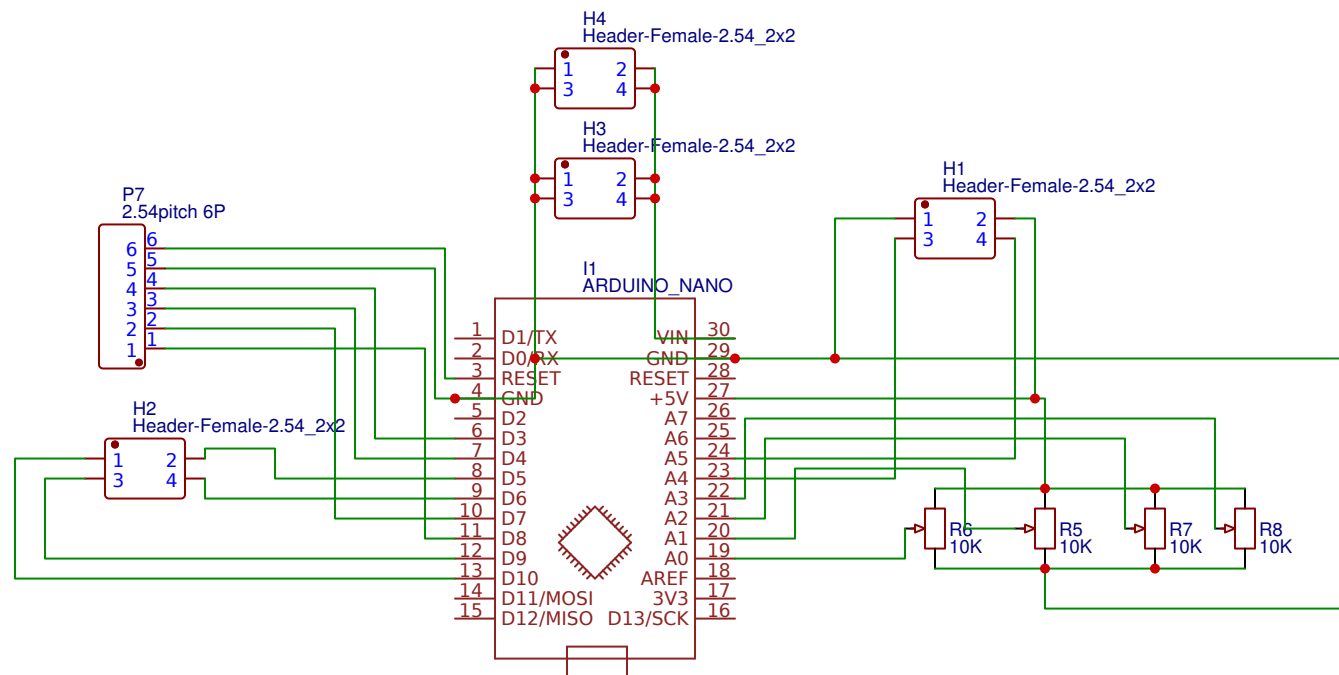 H4
Header-Female-2.54_2x2
1 2
3 4
H3
Header-Female-2.54_2x2
1 2
3 4
H1
Header-Female-2.54_2x2
1 2
3 4
P7
2.54pitch 6P
6 6
5 5
4 4
3 3
2 2
1 1
H2
Header-Female-2.54_2x2
1 2
3 4
I1
ARDUINO_NANO
1 D1/TX VIN 30
2 D0/RX GND 29
3 RESET RESET 28
4 GND +5V 27
5 D2 A7 26
6 D3 A6 25
7 D4 A5 24
8 D5 A4 23
9 D6 A3 22
10 D7 A2 21
11 D8 A1 20
12 D9 A0 19
13 D10 AREF 18
14 D11/MOSI 3V3 17
15 D12/MISO D13/SCK 16
R6
10K
R5
10K
R7
10K
R8
10K